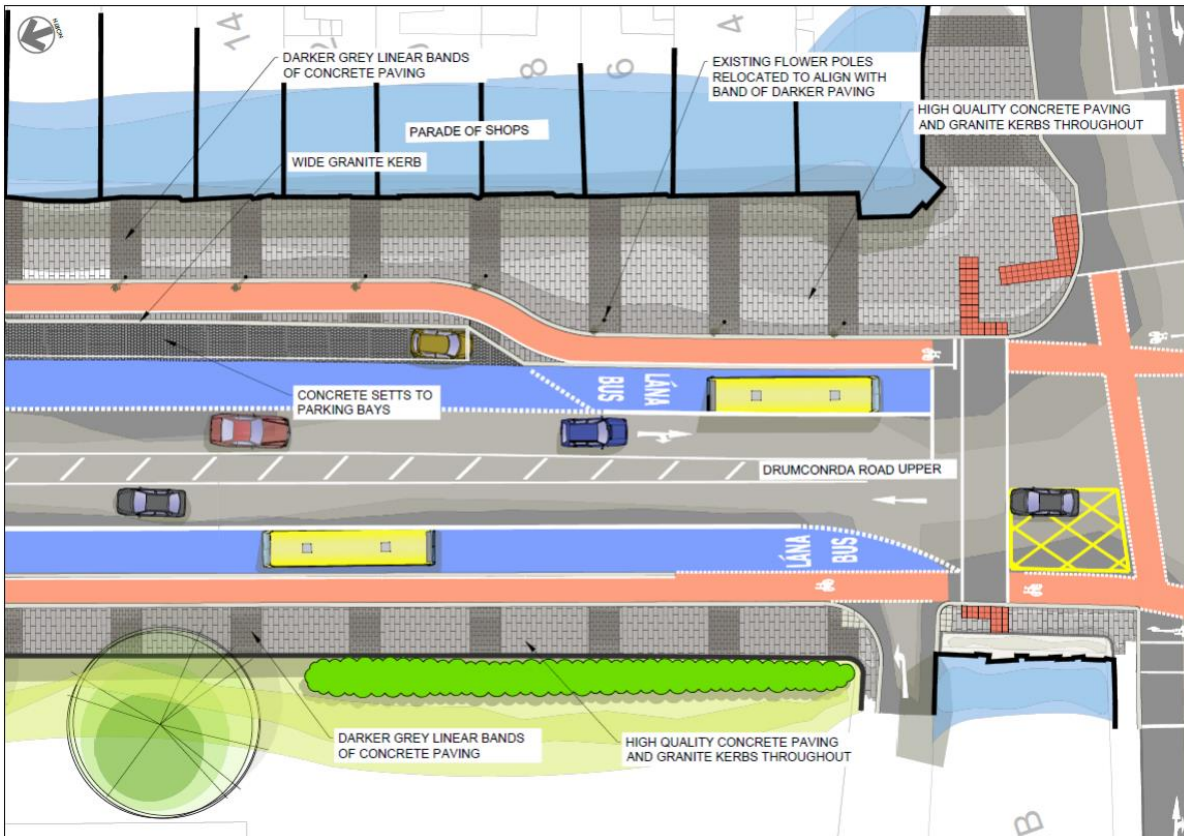 NORTH
14
8
6
4
DARKER GREY LINEAR BANDS
OF CONCRETE PAVING
EXISTING FLOWER POLES
RELOCATED TO ALIGN WITH
BAND OF DARKER PAVING
HIGH QUALITY CONCRETE PAVING
AND GRANITE KERBS THROUGHOUT
PARADE OF SHOPS
WIDE GRANITE KERB
CONCRETE SETTS TO
PARKING BAYS
LÁNA
BUS
DRUMCONRDA ROAD UPPER
LÁNA
BUS
DARKER GREY LINEAR BANDS
OF CONCRETE PAVING
HIGH QUALITY CONCRETE PAVING
AND GRANITE KERBS THROUGHOUT
B